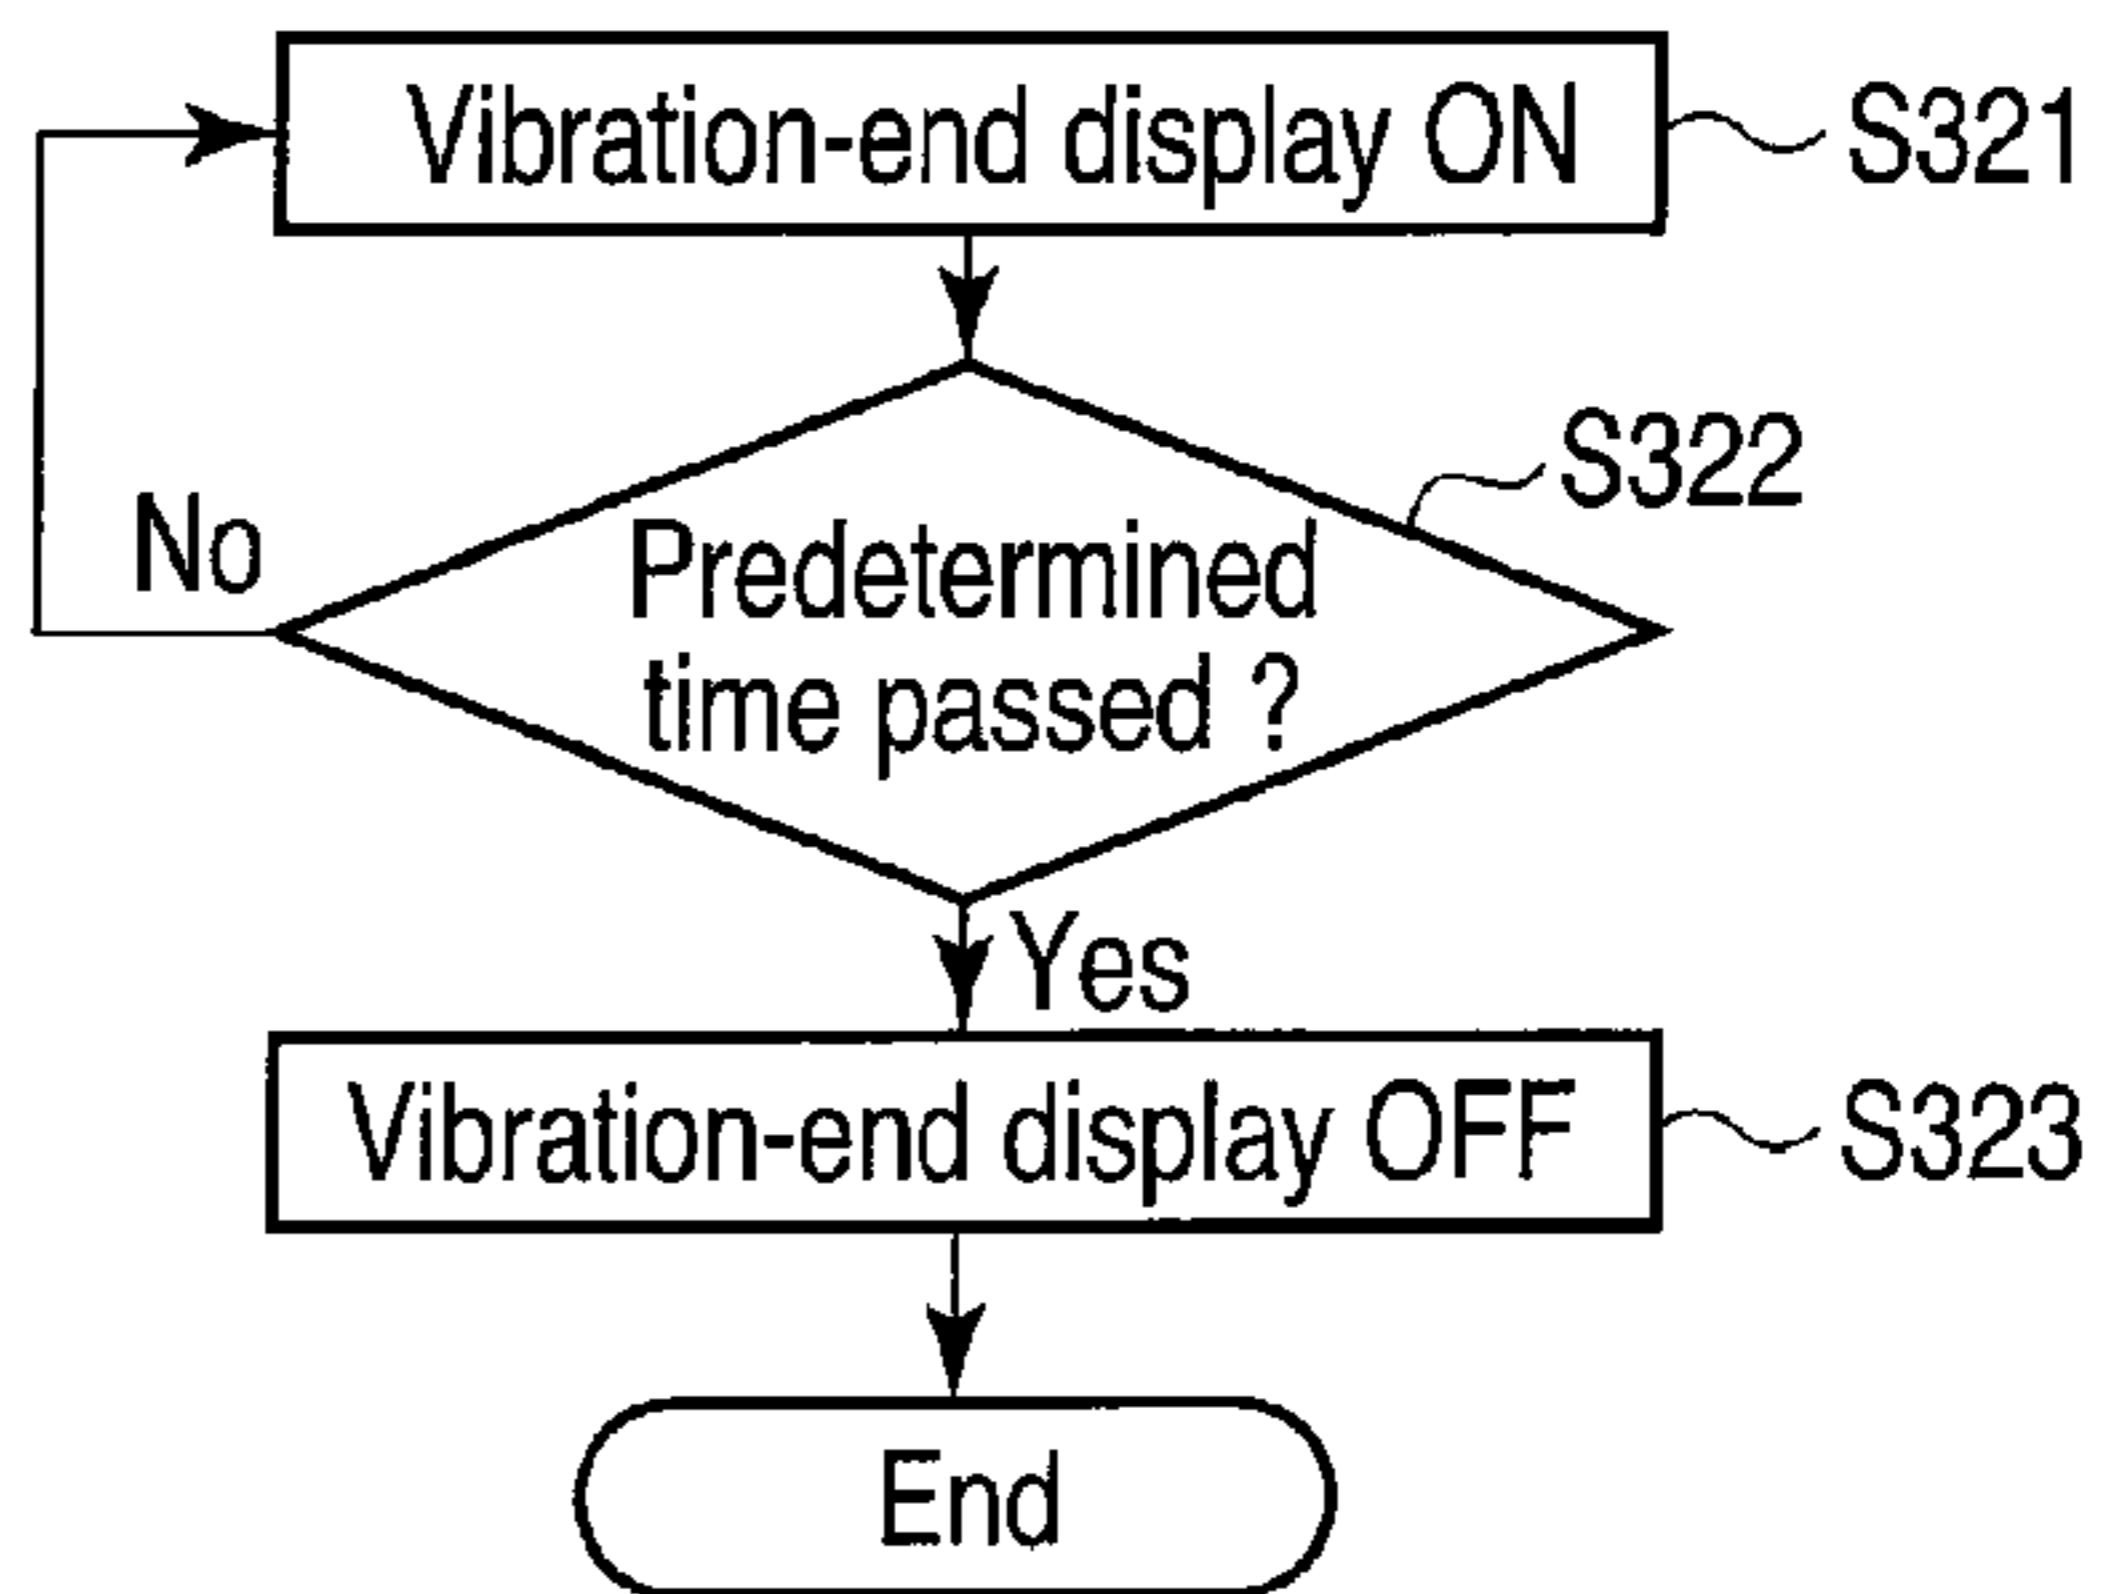 Vibration-end display ON
S321
S322
No
Predetermined
time passed ?
Yes
Vibration-end display OFF
S323
End